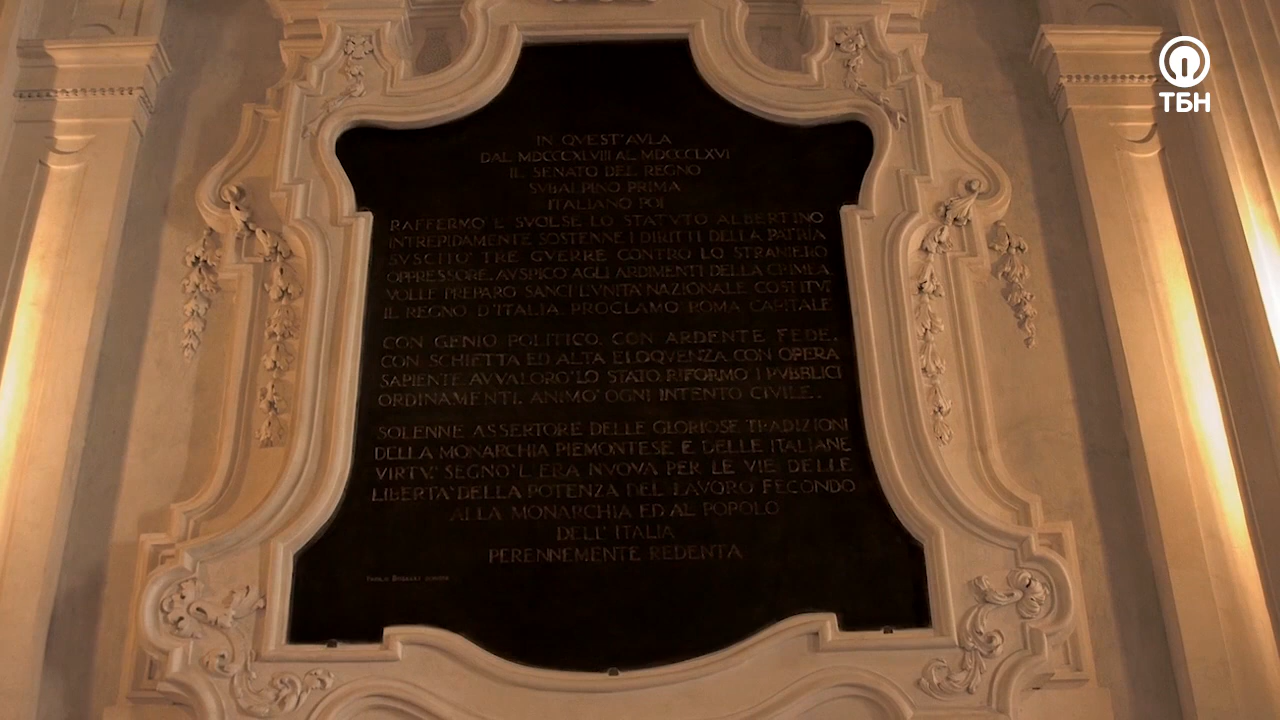 ТБН
IN QVEST'AVLA
DAL MDCCCXLVIII AL MDCCCLXVI
IL SENATO DEL REGNO
SVBALPINO PRIMA
ITALIANO POI
RAFFERMO' E SVOLSE LO STATVTO ALBERTINO
INTREPIDAMENTE SOSTENNE I DIRITTI DELLA PATRIA
SVSCITO' TRE GVERRE CONTRO LO STRANIERO
OPPRESSORE. AVSPICO' AGLI ARDIMENTI DELLA CRIMEA
VOLLE PREPARO' SANCI' L'VNITA' NAZIONALE. COSTITVI'
IL REGNO D'ITALIA. PROCLAMO' ROMA CAPITALE
CON GENIO POLITICO. CON ARDENTE FEDE.
CON SCHIETTA ED ALTA ELOQVENZA. CON OPERA
SAPIENTE AVVALORO' LO STATO. RIFORMO' I PVBBLICI
ORDINAMENTI. ANIMO' OGNI INTENTO CIVILE.
SOLENNE ASSERTORE DELLE GLORIOSE TRADIZIONI
DELLA MONARCHIA PIEMONTESE E DELLE ITALIANE
VIRTV'. SEGNO' L'ERA NVOVA PER LE VIE DELLE
LIBERTA' DELLA POTENZA DEL LAVORO FECONDO
ALLA MONARCHIA ED AL POPOLO
DELL'ITALIA
PERENNEMENTE REDENTA
PAOLO BOSELLI